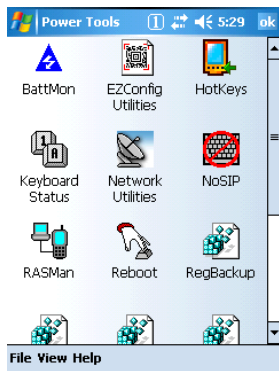 Power Tools 5:29 ok
BattMon EZConfig Utilities HotKeys
Keyboard Status Network Utilities NoSIP
RASMan Reboot RegBackup
File View Help